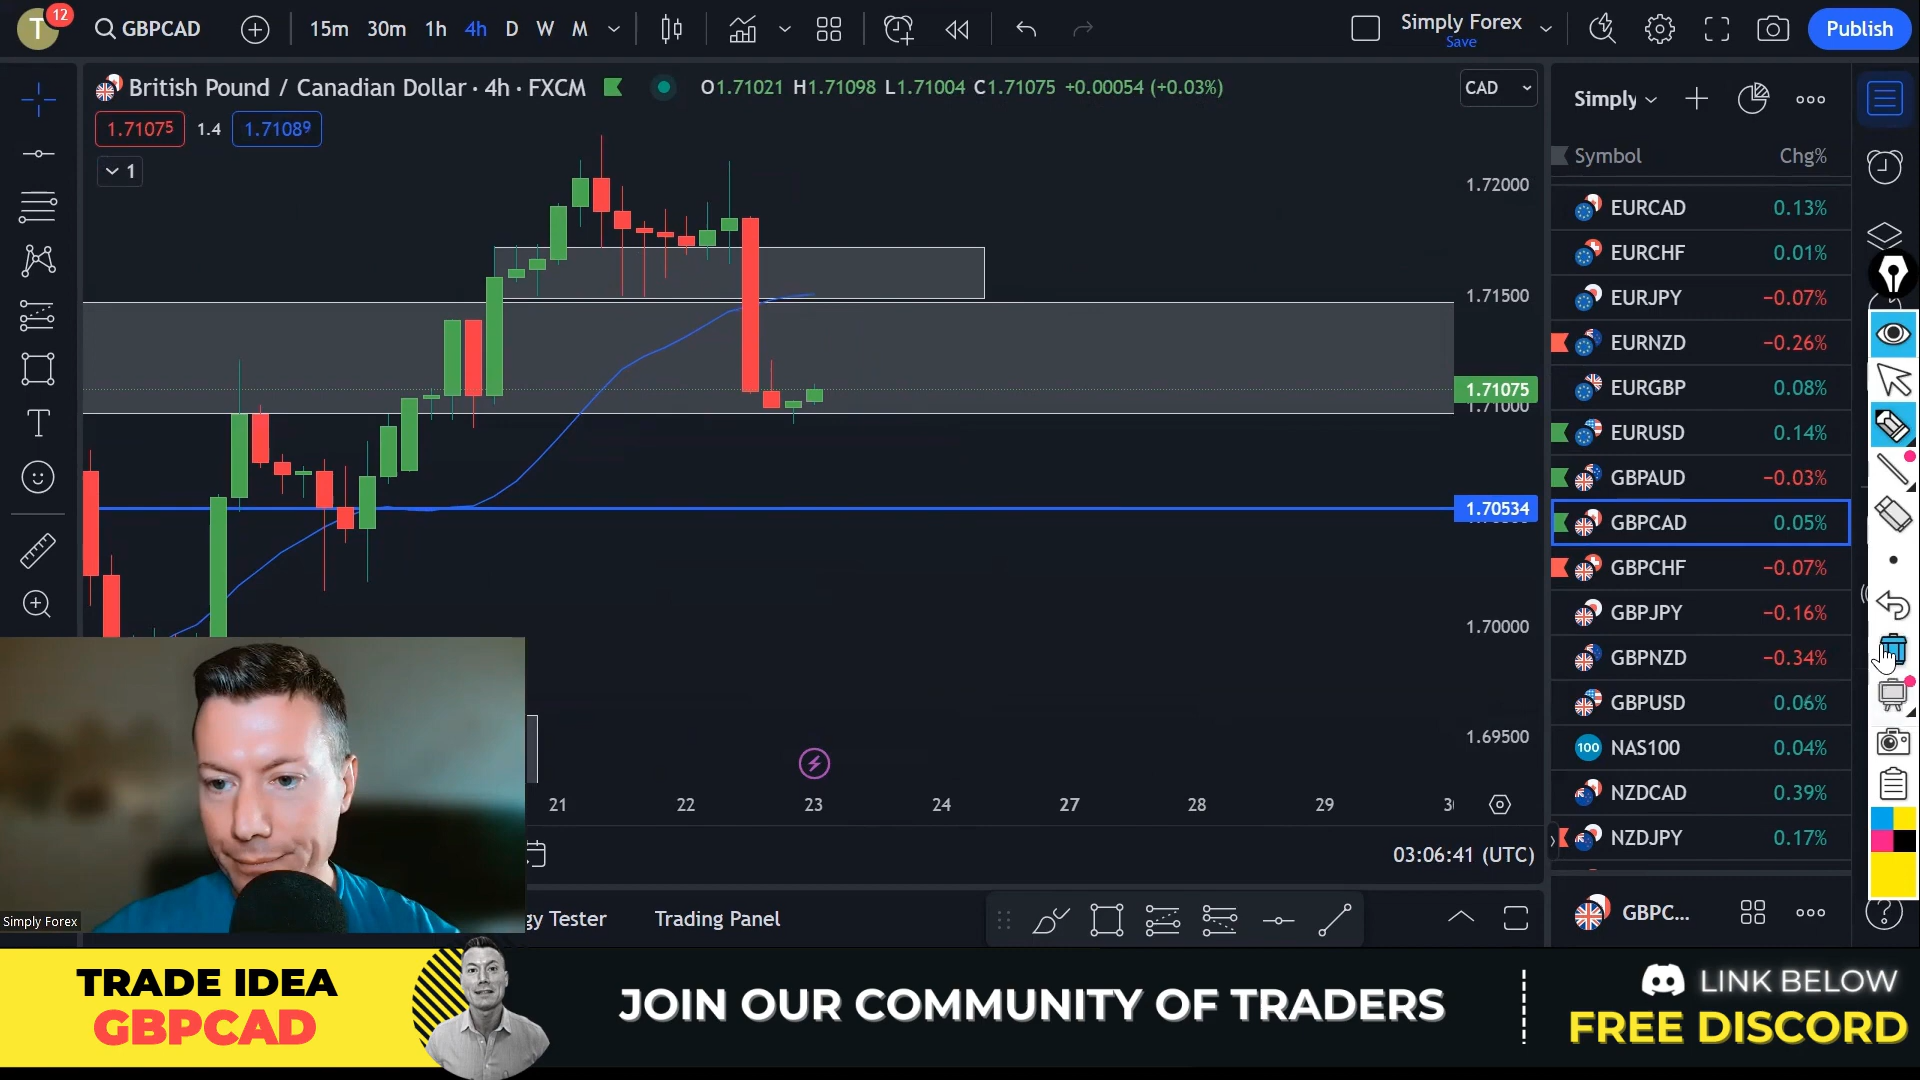 T
12
GBPCAD
15m 30m 1h 4h D W M
Simply Forex
Save
Publish
British Pound / Canadian Dollar · 4h · FXCM
O1.71021 H1.71098 L1.71004 C1.71075 +0.00054 (+0.03%)
CAD
1.71075 1.4 1.71089
1
1.72000
1.71500
1.71075
1.71000
1.70534
1.70000
1.69500
21 22 23 24 27 28 29
03:06:41 (UTC)
Simply
Symbol Chg%
EURCAD 0.13%
EURCHF 0.01%
EURJPY −0.07%
EURNZD −0.26%
EURGBP 0.08%
EURUSD 0.14%
GBPAUD −0.03%
GBPCAD 0.05%
GBPCHF −0.07%
GBPJPY −0.16%
GBPNZD −0.34%
GBPUSD 0.06%
100 NAS100 0.04%
NZDCAD 0.39%
NZDJPY 0.17%
GBPC...
gy Tester Trading Panel
Simply Forex
TRADE IDEA
GBPCAD
JOIN OUR COMMUNITY OF TRADERS
LINK BELOW
FREE DISCORD